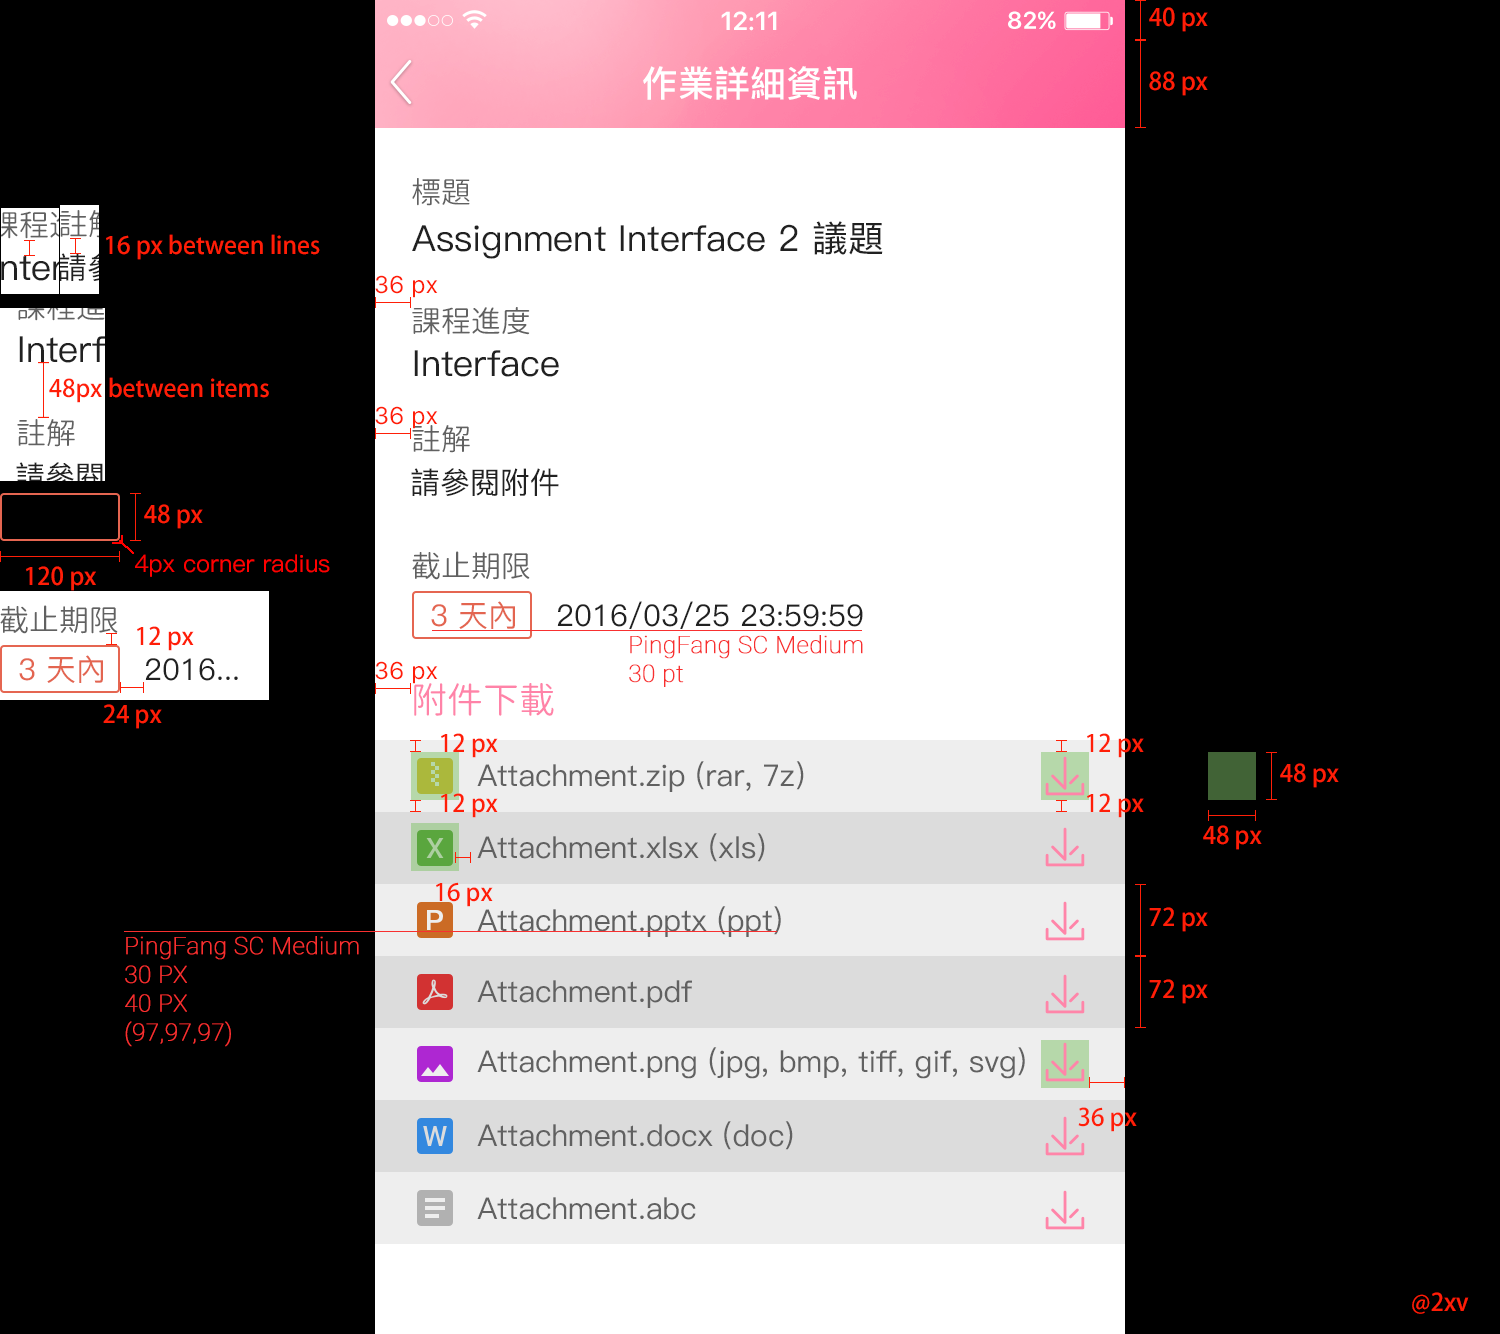 12:11
82%
40 px
作業詳細資訊
88 px
標題
Assignment Interface 2 議題
課程進
註解
16 px between lines
Inter
請參
36 px
課程進度
Interface
課程進
Interf
48px between items
註解
請參閱
36 px
註解
請參閱附件
48 px
4px corner radius
120 px
截止期限
3 天內
2016/03/25 23:59:59
PingFang SC Medium
30 pt
截止期限
12 px
3 天內
2016...
24 px
36 px
附件下載
12 px
12 px
Attachment.zip (rar, 7z)
12 px
12 px
48 px
48 px
X
Attachment.xlsx (xls)
16 px
P
Attachment.pptx (ppt)
72 px
PingFang SC Medium
30 PX
40 PX
(97,97,97)
Attachment.pdf
72 px
Attachment.png (jpg, bmp, tiff, gif, svg)
36 px
W
Attachment.docx (doc)
Attachment.abc
@2xv